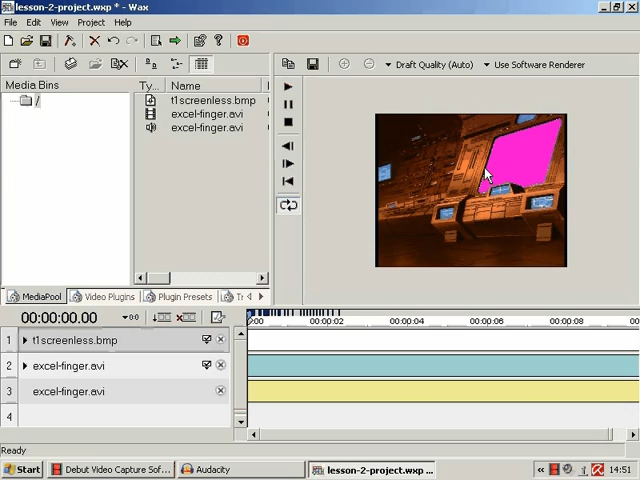 lesson-2-project.wxp * - Wax
File Edit View Project Help
Draft Quality (Auto) Use Software Renderer
Media Bins Ty... Name
/ t1screenless.bmp
excel-finger.avi
excel-finger.avi
MediaPool Video Plugins Plugin Presets Tr
00:00:00.00 :00 00:00:02 00:00:04 00:00:06 00:00:08 00
1 t1screenless.bmp
2 excel-finger.avi
3 excel-finger.avi
4
Ready
Start Debut Video Capture Sof... Audacity lesson-2-project.wxp ... « 14:51